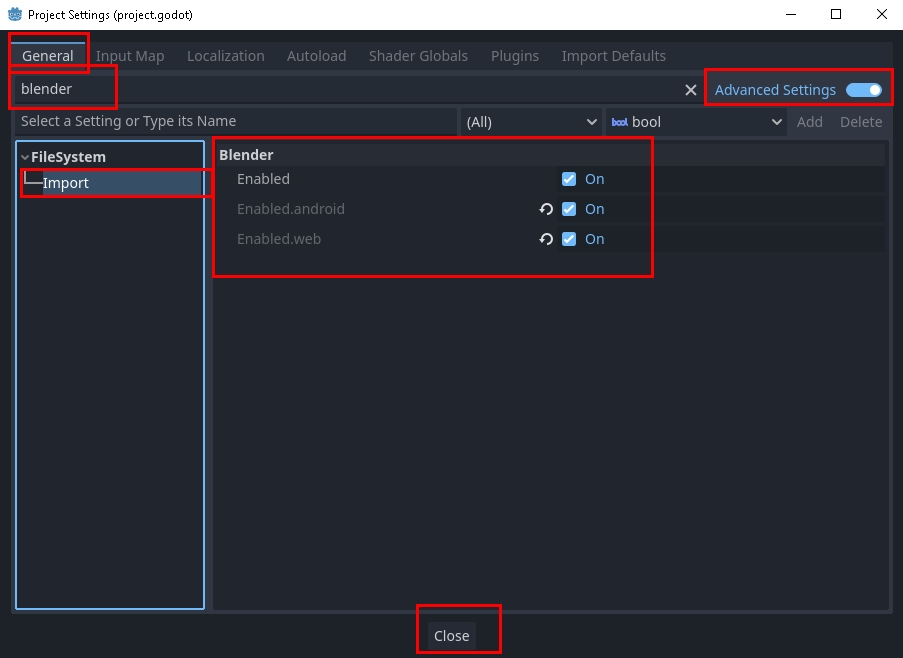 Project Settings (project.godot)
General Input Map Localization Autoload Shader Globals Plugins Import Defaults
blender Advanced Settings
Select a Setting or Type its Name (All) bool bool Add Delete
FileSystem
Import
Blender
Enabled On
Enabled.android On
Enabled.web On
Close